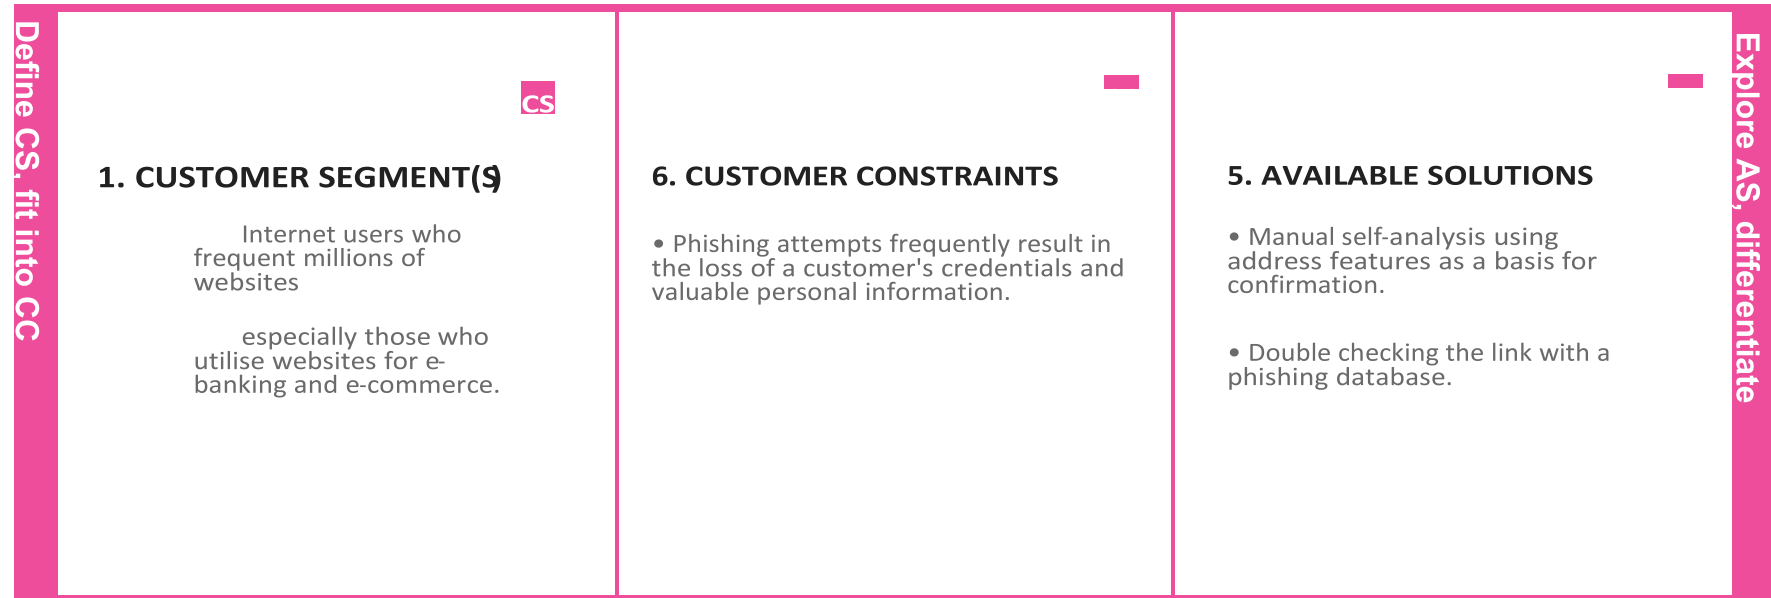 Define CS, fit into CC
CS
1. CUSTOMER SEGMENT(S)
Internet users who
frequent millions of
websites
especially those who
utilise websites for e-
banking and e-commerce.
6. CUSTOMER CONSTRAINTS
• Phishing attempts frequently result in
the loss of a customer's credentials and
valuable personal information.
5. AVAILABLE SOLUTIONS
• Manual self-analysis using
address features as a basis for
confirmation.
• Double checking the link with a
phishing database.
Explore AS, differentiate